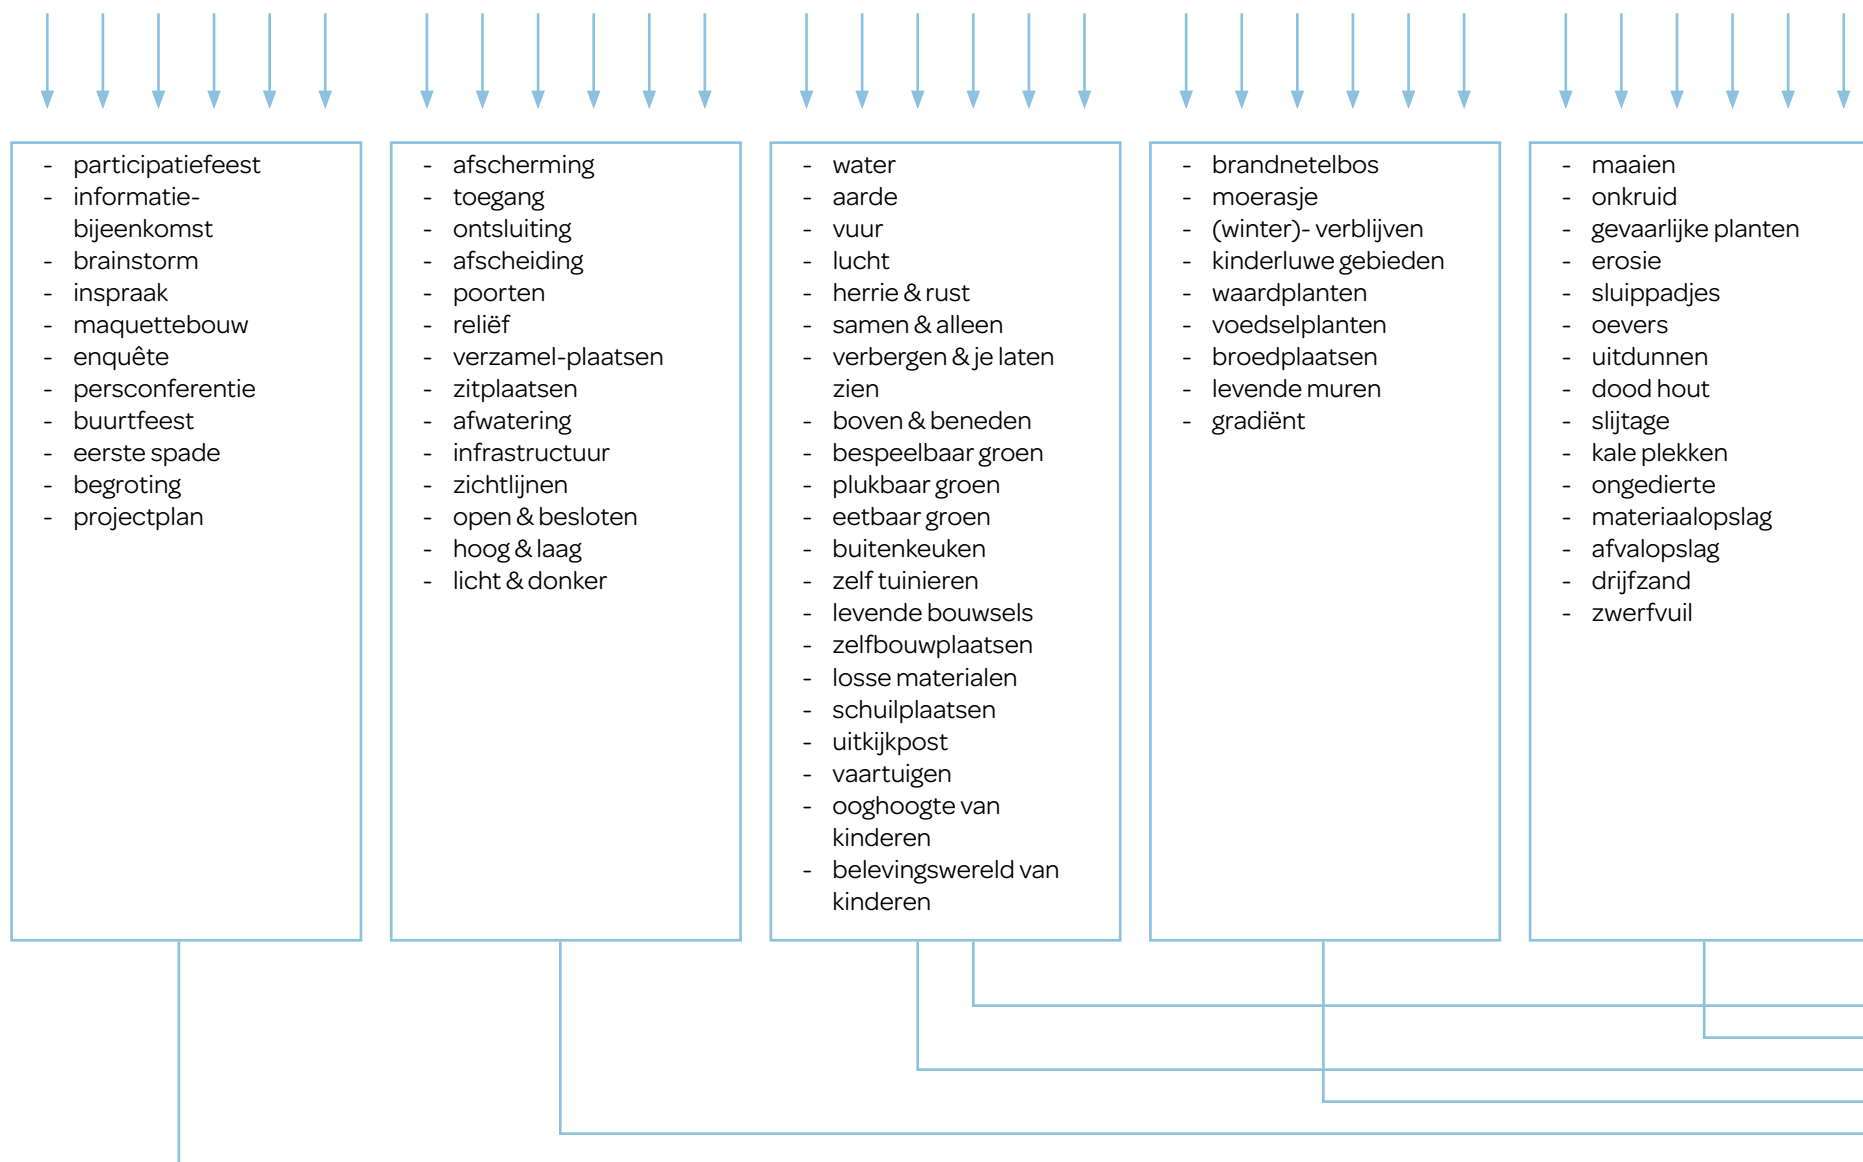 - participatiefeest
- informatie-
bijeenkomst
- brainstorm
- inspraak
- maquettebouw
- enquête
- persconferentie
- buurtfeest
- eerste spade
- begroting
- projectplan
- afscherming
- toegang
- ontsluiting
- afscheiding
- poorten
- reliëf
- verzamel-plaatsen
- zitplaatsen
- afwatering
- infrastructuur
- zichtlijnen
- open & besloten
- hoog & laag
- licht & donker
- water
- aarde
- vuur
- lucht
- herrie & rust
- samen & alleen
- verbergen & je laten
zien
- boven & beneden
- bespeelbaar groen
- plukbaar groen
- eetbaar groen
- buitenkeuken
- zelf tuinieren
- levende bouwsels
- zelfbouwplaatsen
- losse materialen
- schuilplaatsen
- uitkijkpost
- vaartuigen
- ooghoogte van
kinderen
- belevingswereld van
kinderen
- brandnetelbos
- moerasje
- (winter)- verblijven
- kinderluwe gebieden
- waardplanten
- voedselplanten
- broedplaatsen
- levende muren
- gradiënt
- maaien
- onkruid
- gevaarlijke planten
- erosie
- sluippadjes
- oevers
- uitdunnen
- dood hout
- slijtage
- kale plekken
- ongedierte
- materiaalopslag
- afvalopslag
- drijfzand
- zwerfvuil